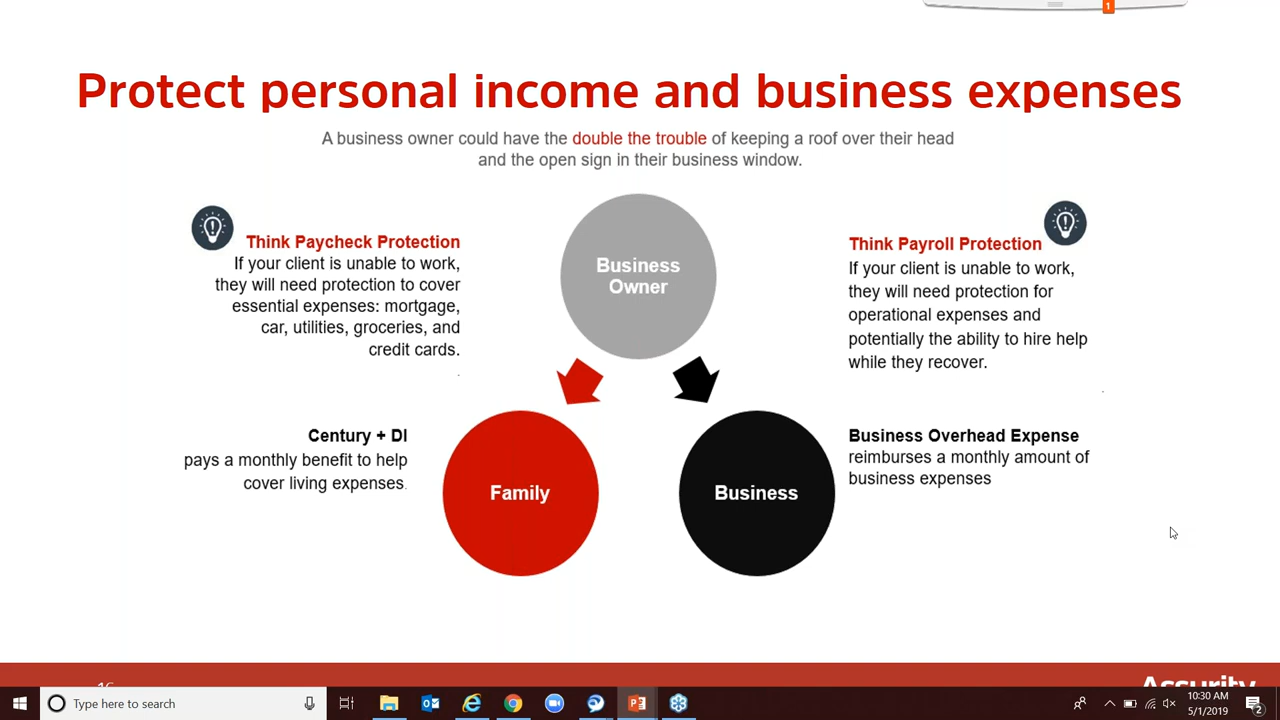 1
Protect personal income and business expenses
A business owner could have the double the trouble of keeping a roof over their head
and the open sign in their business window.
Think Paycheck Protection
If your client is unable to work,
they will need protection to cover
essential expenses: mortgage,
car, utilities, groceries, and
credit cards.
Business
Owner
Think Payroll Protection
If your client is unable to work,
they will need protection for
operational expenses and
potentially the ability to hire help
while they recover.
Century + DI
pays a monthly benefit to help
cover living expenses.
Family
Business
Business Overhead Expense
reimburses a monthly amount of
business expenses
16
Assurity
Type here to search
10:30 AM
5/1/2019
2